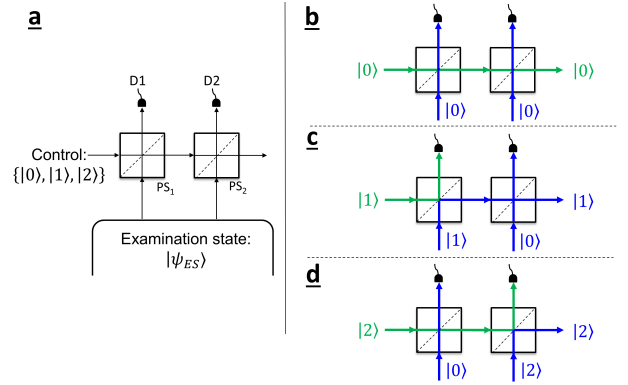 a
D1
D2
Control:
{|0⟩,|1⟩,|2⟩}
PS₁
PS₂
Examination state:
|ψ_ES⟩
b
|0⟩
|0⟩
|0⟩
|0⟩
c
|1⟩
|1⟩
|1⟩
|0⟩
d
|2⟩
|2⟩
|0⟩
|2⟩